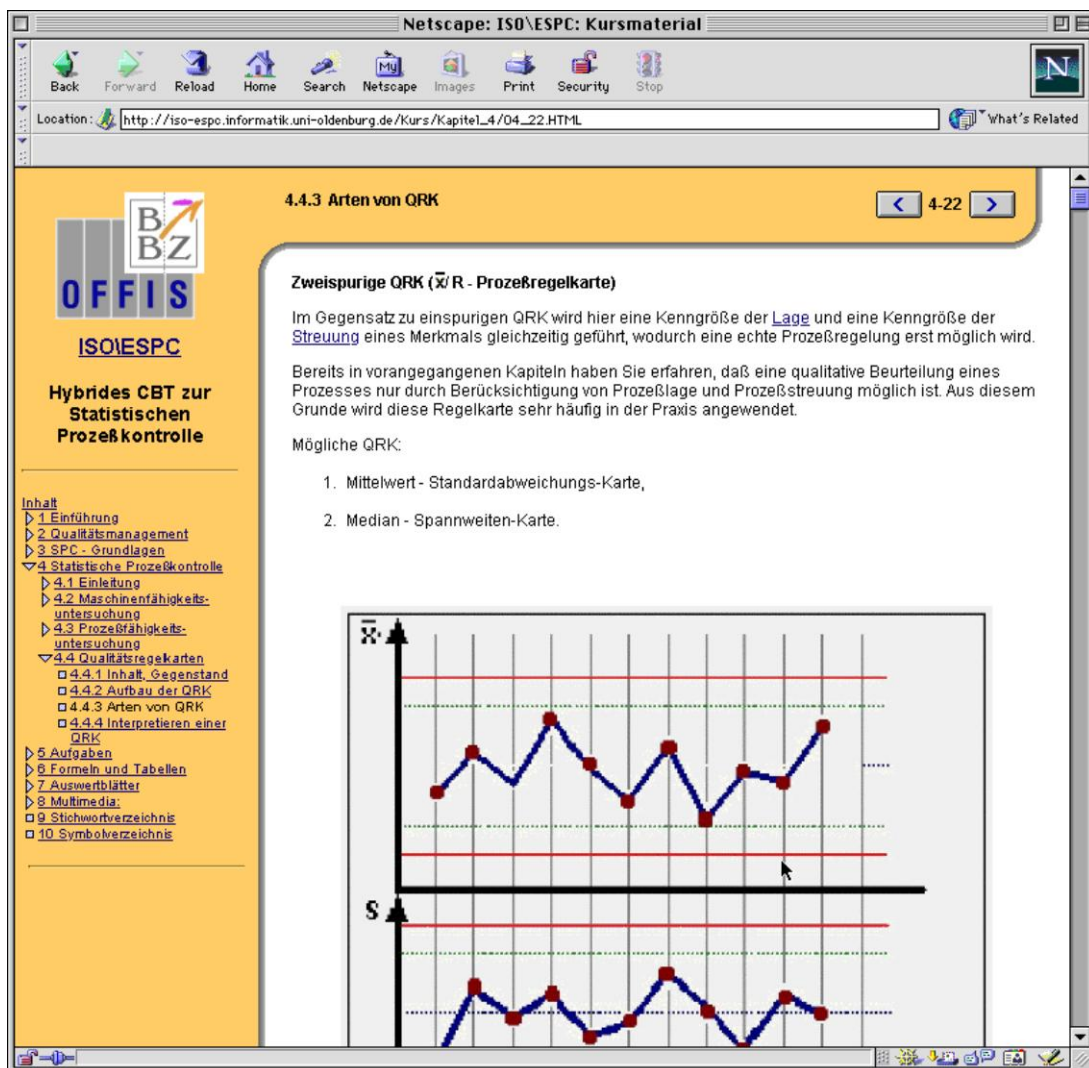 Netscape: ISO\ESPC: Kursmaterial
Back Forward Reload Home Search Netscape Images Print Security Stop
My
N
Location: http://iso-espc.informatik.uni-oldenburg.de/Kurs/Kapitel_4/04_22.HTML What's Related
B
BZ
OFFIS
ISO\ESPC
Hybrides CBT zur
Statistischen
Prozeßkontrolle
Inhalt
1 Einführung
2 Qualitätsmanagement
3 SPC - Grundlagen
4 Statistische Prozeßkontrolle
4.1 Einleitung
4.2 Maschinenfähigkeits-
untersuchung
4.3 Prozeßfähigkeits-
untersuchung
4.4 Qualitätsregelkarten
4.4.1 Inhalt, Gegenstand
4.4.2 Aufbau der QRK
4.4.3 Arten von QRK
4.4.4 Interpretieren einer
QRK
5 Aufgaben
6 Formeln und Tabellen
7 Auswertblätter
8 Multimedia:
9 Stichwortverzeichnis
10 Symbolverzeichnis
4.4.3 Arten von QRK
4-22
Zweispurige QRK (x̅/ R - Prozeßregelkarte)
Im Gegensatz zu einspurigen QRK wird hier eine Kenngröße der Lage und eine Kenngröße der
Streuung eines Merkmals gleichzeitig geführt, wodurch eine echte Prozeßregelung erst möglich wird.
Bereits in vorangegangenen Kapiteln haben Sie erfahren, daß eine qualitative Beurteilung eines
Prozesses nur durch Berücksichtigung von Prozeßlage und Prozeßstreuung möglich ist. Aus diesem
Grunde wird diese Regelkarte sehr häufig in der Praxis angewendet.
Mögliche QRK:
1. Mittelwert - Standardabweichungs-Karte,
2. Median - Spannweiten-Karte.
x̅
S